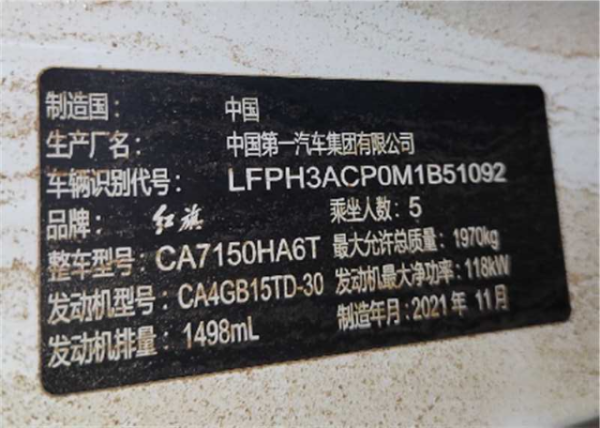 制造国： 中国
生产厂名： 中国第一汽车集团有限公司
车辆识别代号： LFPH3ACP0M1B51092
品牌： 红旗 乘坐人数：5
整车型号：CA7150HA6T 最大允许总质量：1970kg
发动机型号：CA4GB15TD-30 发动机最大净功率：118kW
发动机排量：1498mL 制造年月：2021年 11月